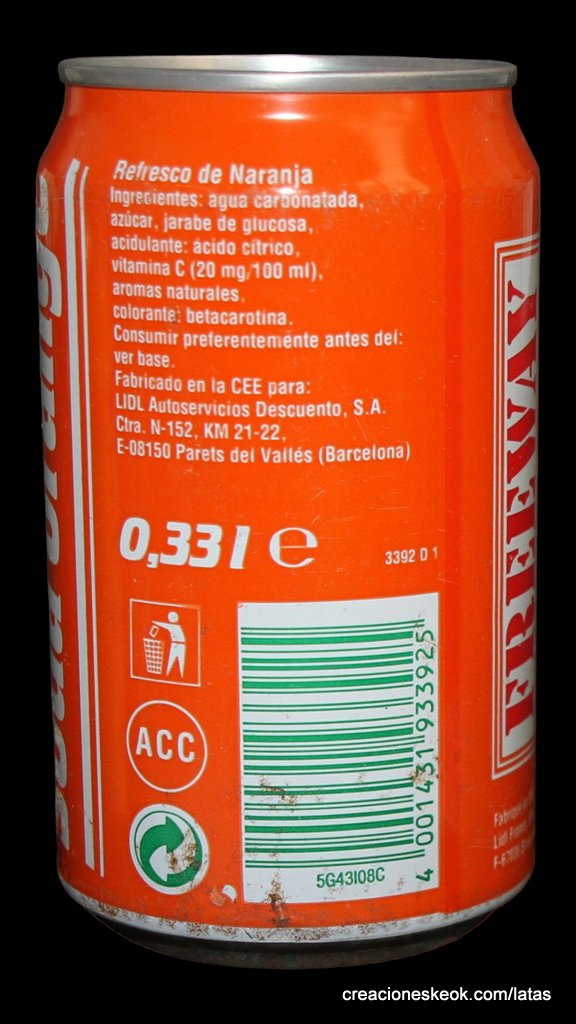 Refresco de Naranja
Ingredientes: agua carbonatada,
azúcar, jarabe de glucosa,
acidulante: ácido cítrico,
vitamina C (20 mg/100 ml),
aromas naturales,
colorante: betacarotina.
Consumir preferentemente antes del:
ver base.
Fabricado en la CEE para:
LIDL Autoservicios Descuento, S.A.
Ctra. N-152, KM 21-22,
E-08150 Parets del Vallés (Barcelona)
0,33 l e
3392 D 1
ACC
4 001431 933925
5G43I08C
FREEWAY
creacioneskeok.com/latas